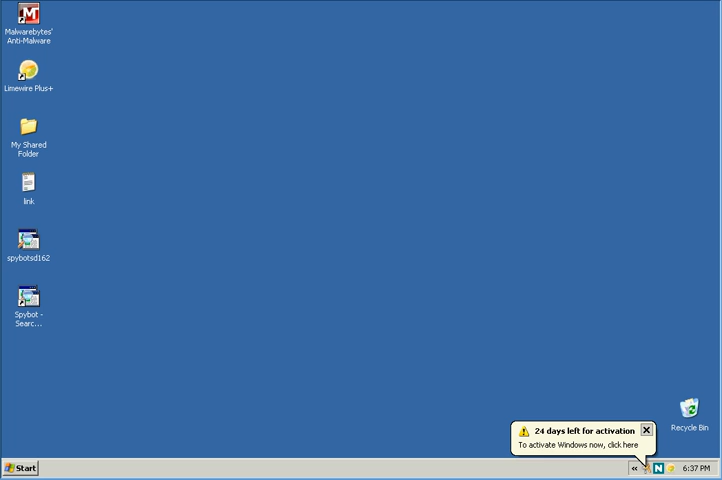 Malwarebytes'
Anti-Malware
Limewire Plus+
My Shared
Folder
link
spybotsd162
Spybot -
Searc...
Recycle Bin
24 days left for activation
To activate Windows now, click here
Start
«
N
6:37 PM